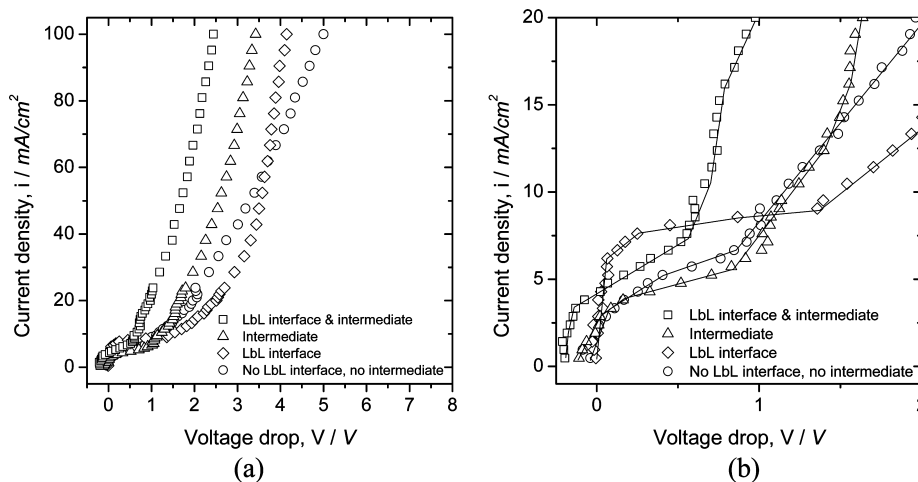 100
80
60
40
20
0
Current density, i / mA/cm²
0 1 2 3 4 5 6 7 8
Voltage drop, V / V
LbL interface & intermediate
Intermediate
LbL interface
No LbL interface, no intermediate
(a)
20
15
10
5
0
Current density, i / mA/cm²
0 1 2
Voltage drop, V / V
LbL interface & intermediate
Intermediate
LbL interface
No LbL interface, no intermediate
(b)